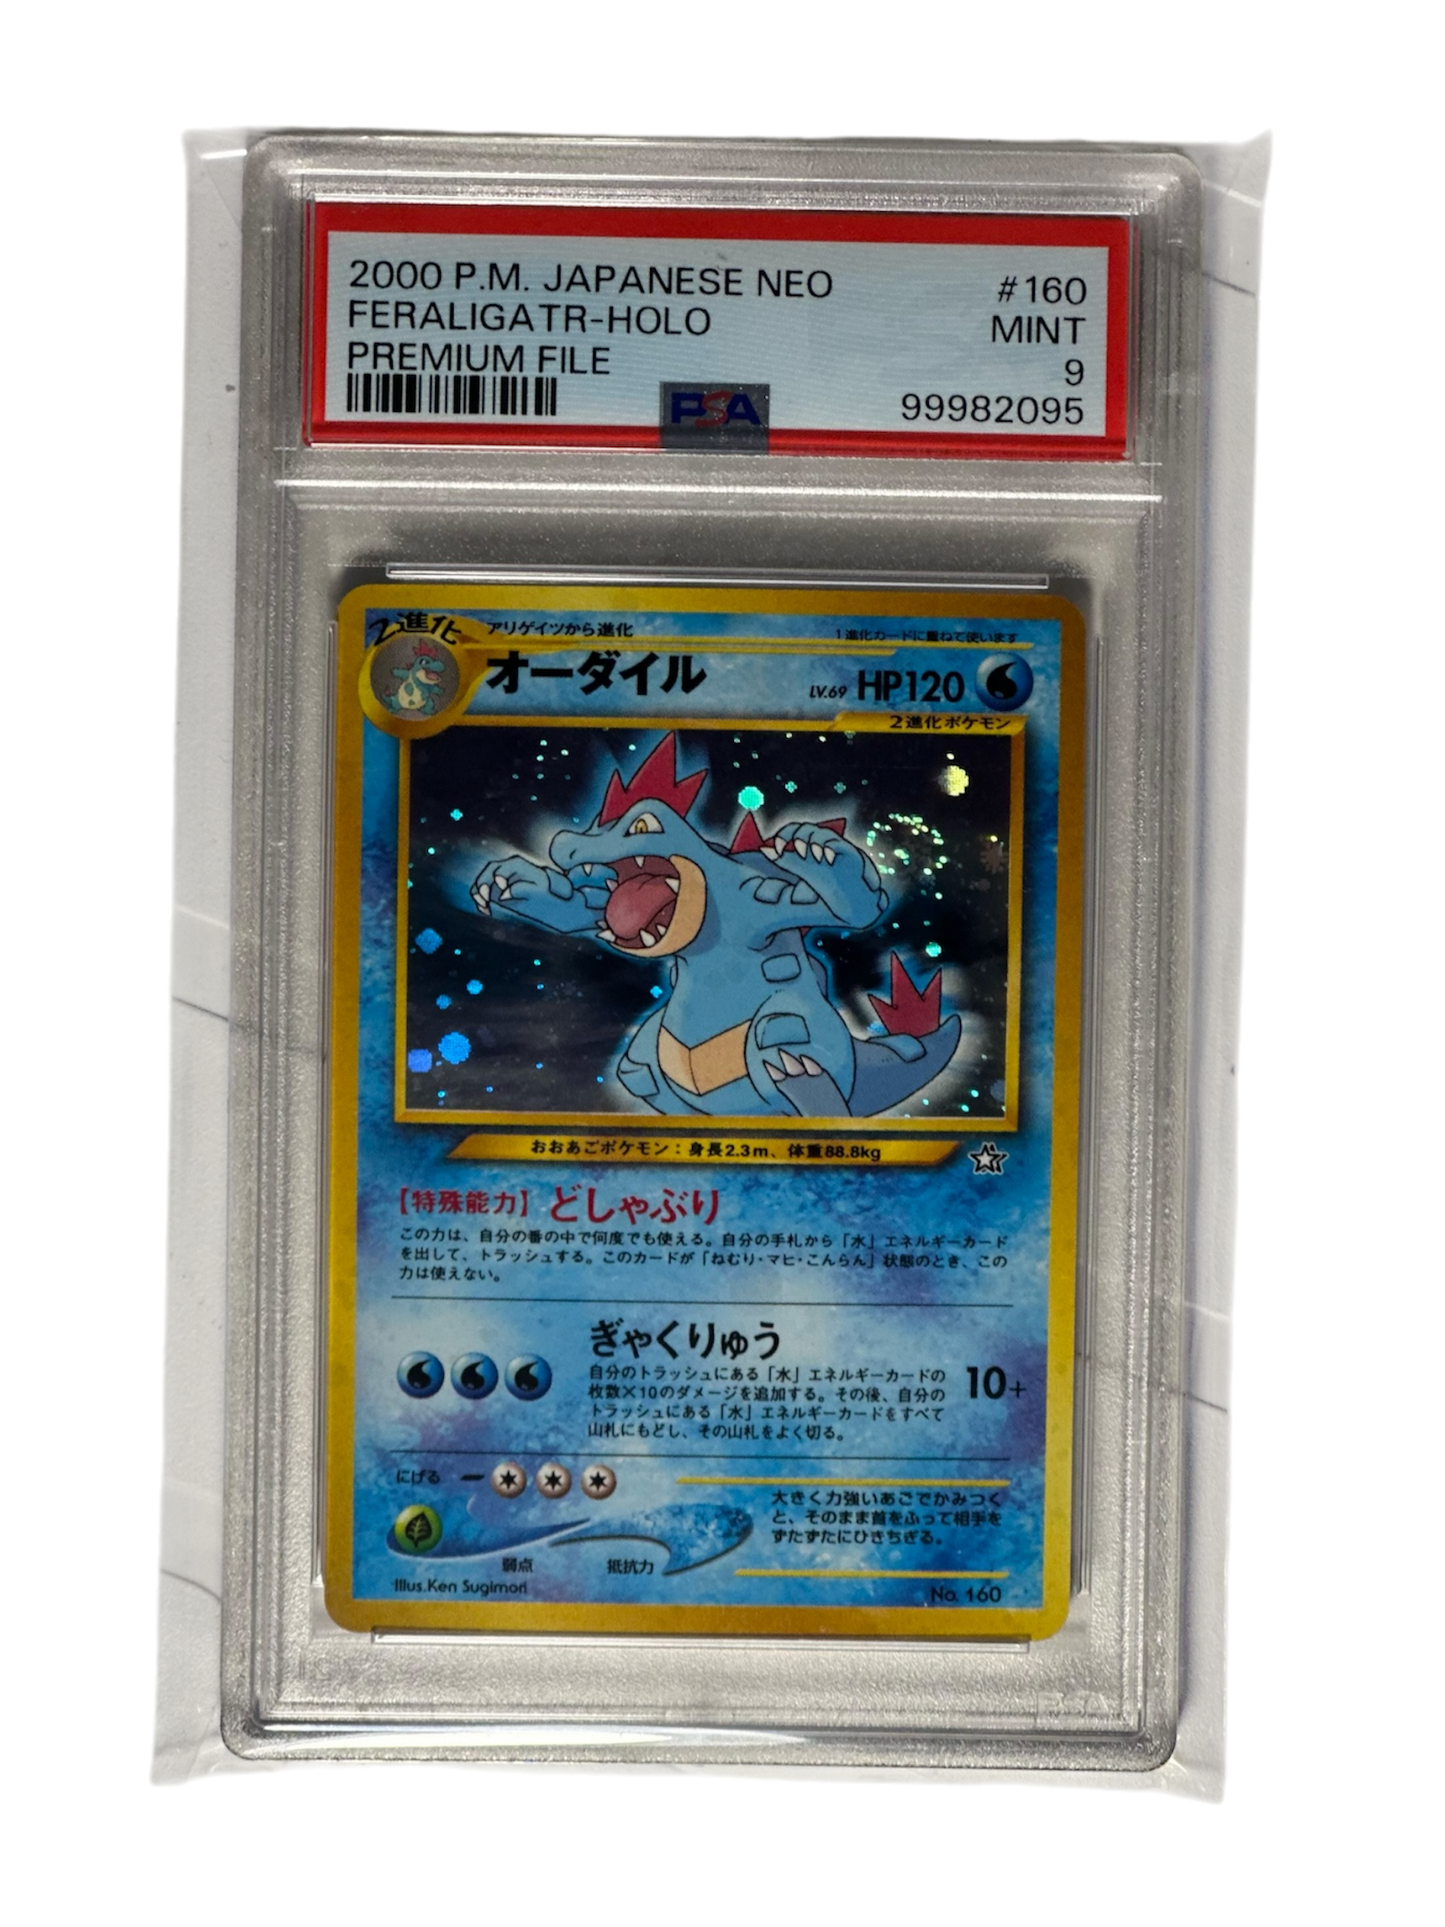 2000 P.M. JAPANESE NEO #160
FERALIGATR-HOLO MINT
PREMIUM FILE 9
PSA 99982095
2進化 アリゲイツから進化 1進化カードに重ねて使います
オーダイル LV.69 HP120
2進化ポケモン
おおあごポケモン：身長2.3m、体重88.8kg
【特殊能力】どしゃぶり
この力は、自分の番の中で何度でも使える。自分の手札から「水」エネルギーカード
を出して、トラッシュする。このカードが「ねむり・マヒ・こんらん」状態のとき、この
力は使えない。
ぎゃくりゅう
自分のトラッシュにある「水」エネルギーカードの
枚数×10のダメージを追加する。その後、自分の
トラッシュにある「水」エネルギーカードをすべて
山札にもどし、その山札をよく切る。
10+
にげる
大きく力強いあごでかみつく
と、そのまま首をふって相手を
ずたずたにひきちぎる。
弱点 抵抗力
Illus.Ken Sugimori No. 160